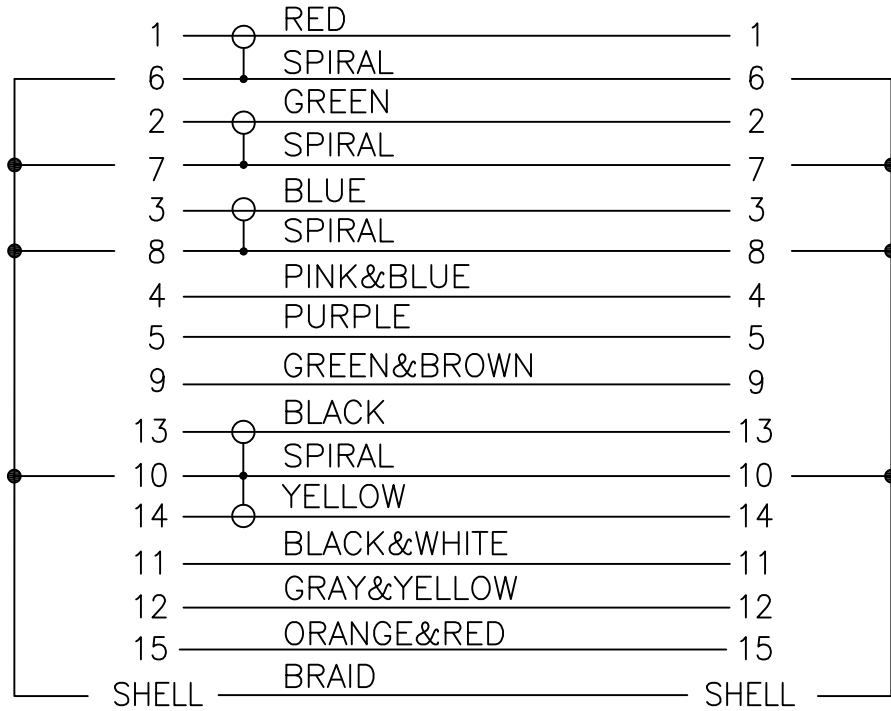 RED
1 1
SPIRAL
6 6
GREEN
2 2
SPIRAL
7 7
BLUE
3 3
SPIRAL
8 8
PINK&BLUE
4 4
PURPLE
5 5
GREEN&BROWN
9 9
BLACK
13 13
SPIRAL
10 10
YELLOW
14 14
BLACK&WHITE
11 11
GRAY&YELLOW
12 12
ORANGE&RED
15 15
BRAID
SHELL SHELL